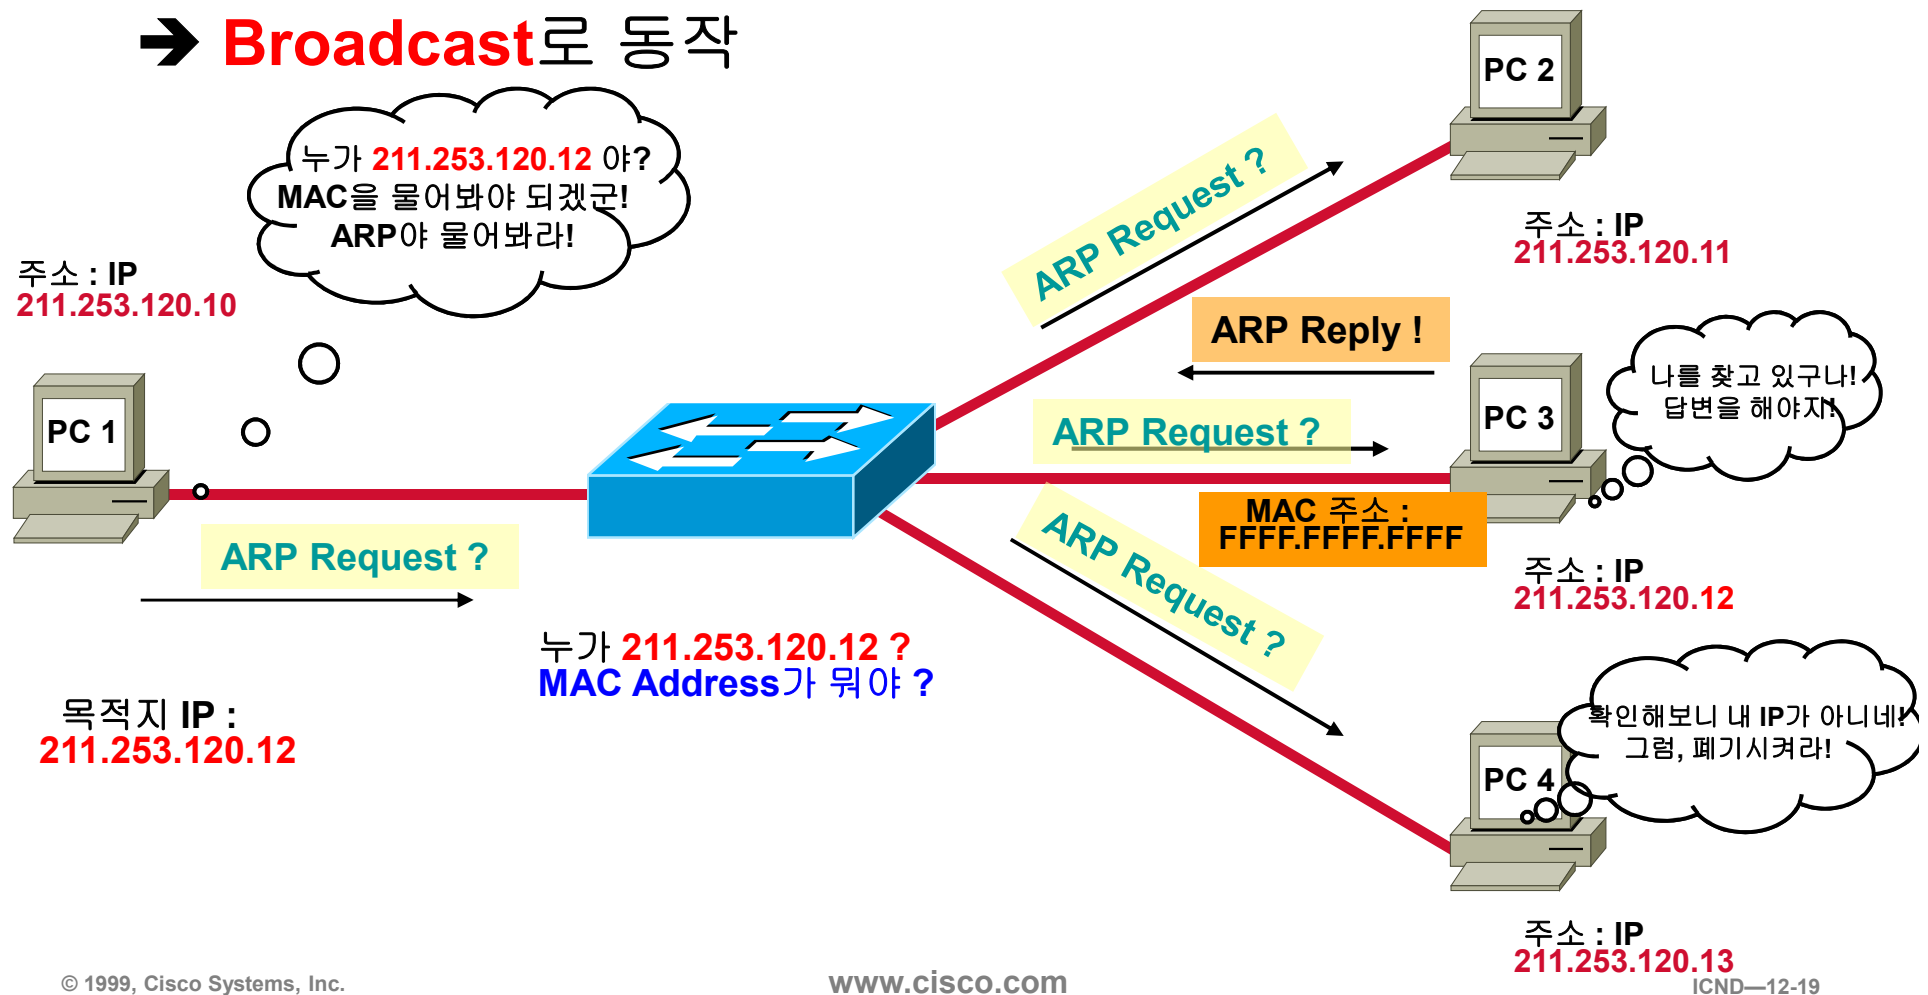 ➔ Broadcast로 동작
누가 211.253.120.12 야?
MAC을 물어봐야 되겠군!
ARP야 물어봐라!
주소 : IP
211.253.120.10
PC 1
ARP Request ?
목적지 IP :
211.253.120.12
누가 211.253.120.12 ?
MAC Address가 뭐야 ?
ARP Request ?
PC 2
주소 : IP
211.253.120.11
ARP Reply !
ARP Request ?
PC 3
나를 찾고 있구나!
답변을 해야지!
MAC 주소 :
FFFF.FFFF.FFFF
주소 : IP
211.253.120.12
ARP Request ?
PC 4
확인해보니 내 IP가 아니네!
그럼, 폐기시켜라!
주소 : IP
211.253.120.13
© 1999, Cisco Systems, Inc.
www.cisco.com
ICND—12-19